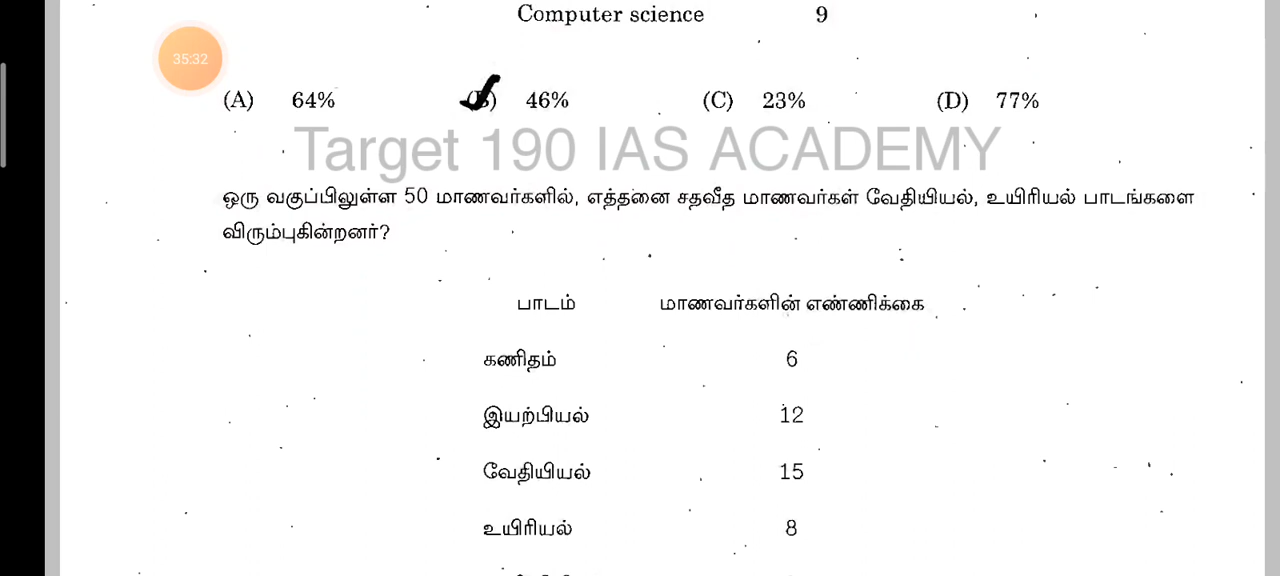 Computer science 9
35:32
(A) 64% (B) 46% (C) 23% (D) 77%
Target 190 IAS ACADEMY
ஒரு வகுப்பிலுள்ள 50 மாணவர்களில், எத்தனை சதவீத மாணவர்கள் வேதியியல், உயிரியல் பாடங்களை
விரும்புகின்றனர்?
பாடம் மாணவர்களின் எண்ணிக்கை
கணிதம் 6
இயற்பியல் 12
வேதியியல் 15
உயிரியல் 8